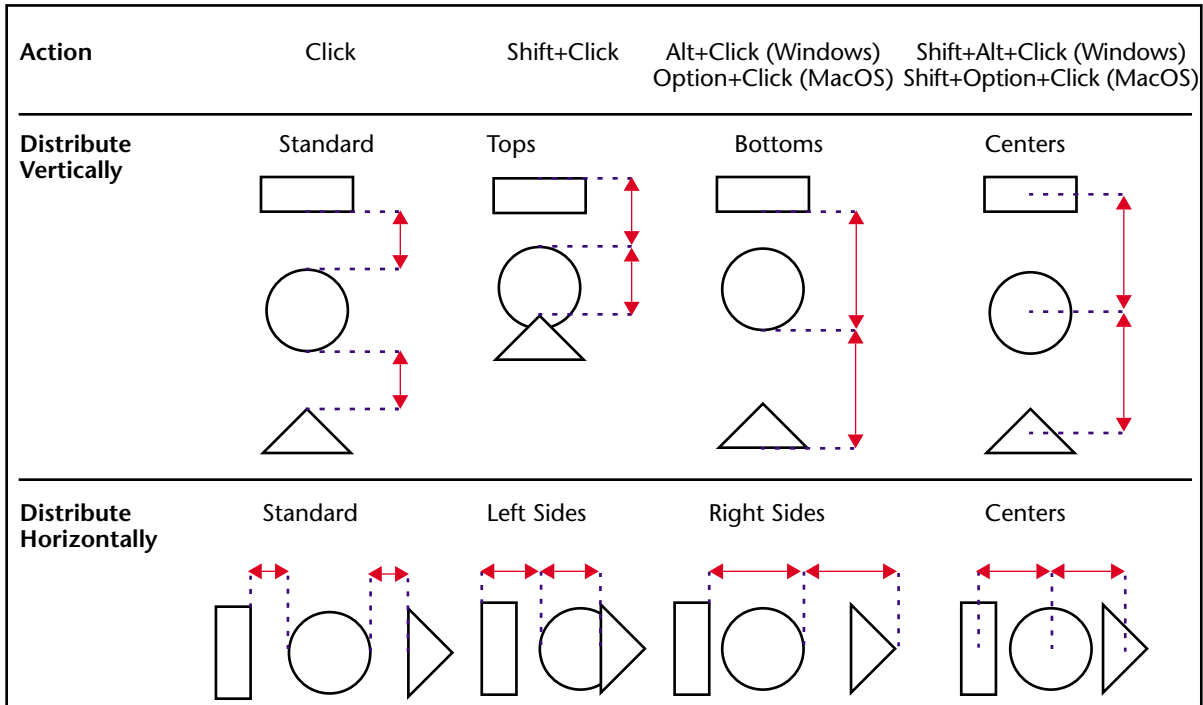 Action Click Shift+Click Alt+Click (Windows) Shift+Alt+Click (Windows)
Option+Click (MacOS) Shift+Option+Click (MacOS)
Distribute Standard Tops Bottoms Centers
Vertically
Distribute Standard Left Sides Right Sides Centers
Horizontally